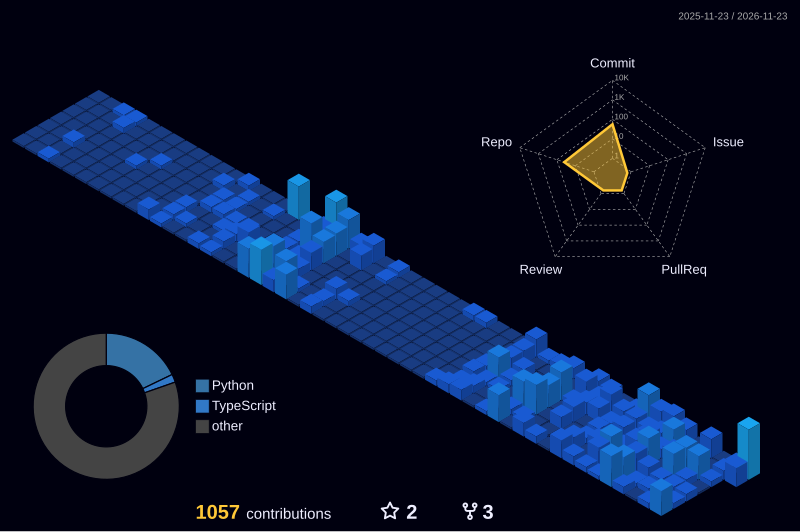 2025-11-23 / 2026-11-23
Commit
10K
1K
100
Repo
Issue
Review
PullReq
Python
TypeScript
other
1057 contributions
2
3